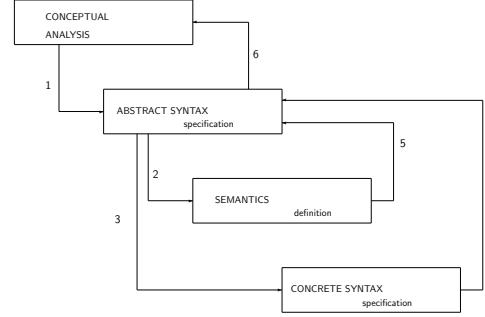 CONCEPTUAL
ANALYSIS
6
1
ABSTRACT SYNTAX
specification
5
2
SEMANTICS
definition
3
CONCRETE SYNTAX
specification